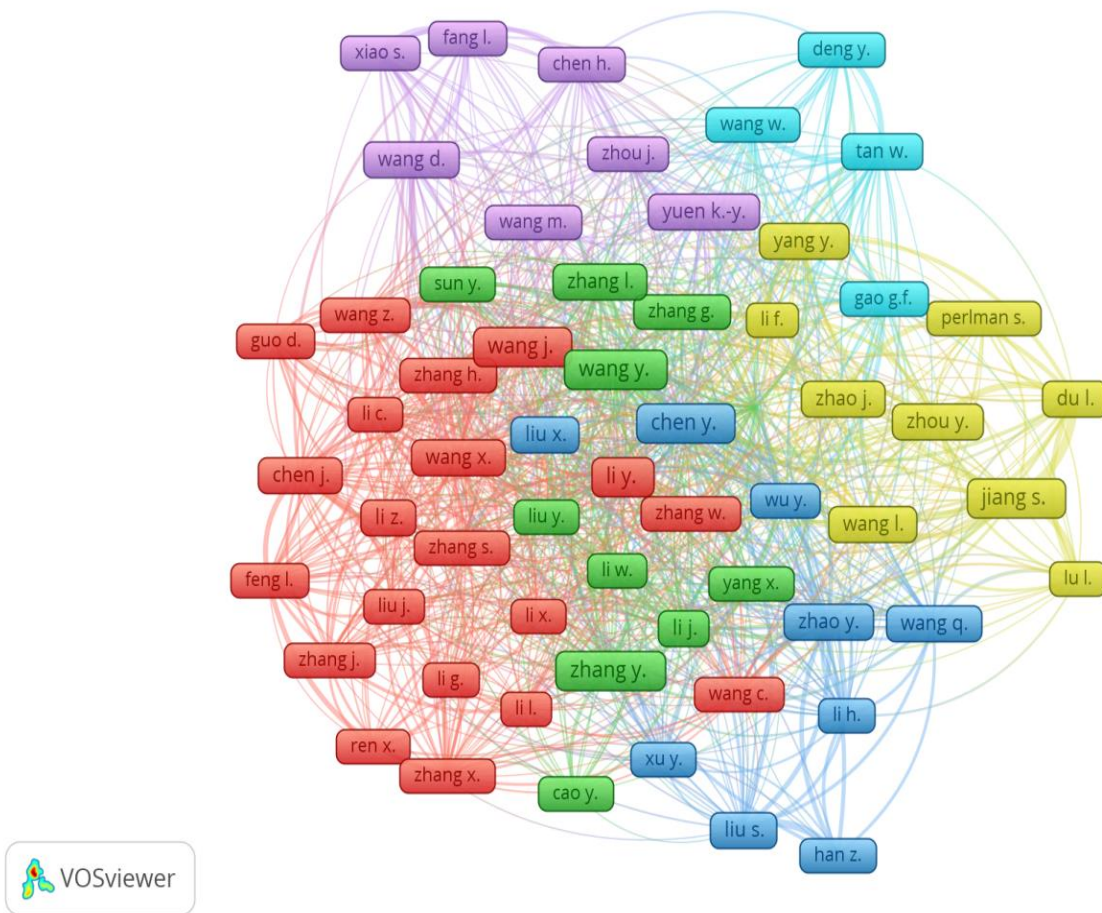 fang l.
xiao s.
chen h.
deng y.
wang w.
tan w.
wang d.
zhou j.
wang m.
yuen k.-y.
yang y.
sun y.
zhang l.
zhang g.
gao g.f.
li f.
perlman s.
wang z.
guo d.
wang j.
zhang h.
wang y.
li c.
liu x.
chen y.
zhao j.
zhou y.
du l.
chen j.
wang x.
li y.
li z.
liu y.
zhang w.
wu y.
wang l.
jiang s.
zhang s.
feng l.
li w.
yang x.
lu l.
liu j.
li x.
li j.
zhao y.
wang q.
zhang j.
li g.
zhang y.
li l.
wang c.
li h.
ren x.
zhang x.
xu y.
cao y.
liu s.
han z.
VOSviewer